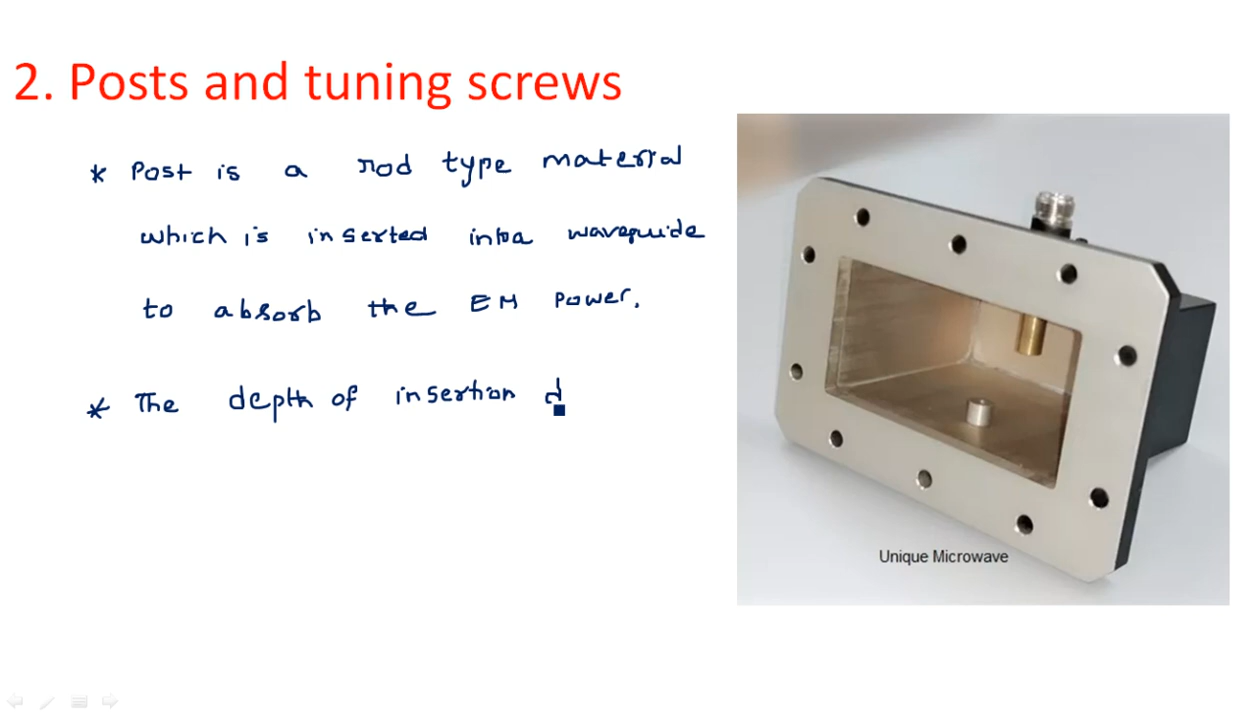 2. Posts and tuning screws
* Post is a rod type material
which is inserted into a waveguide
to absorb the EM Power.
* The depth of insertion d
Unique Microwave